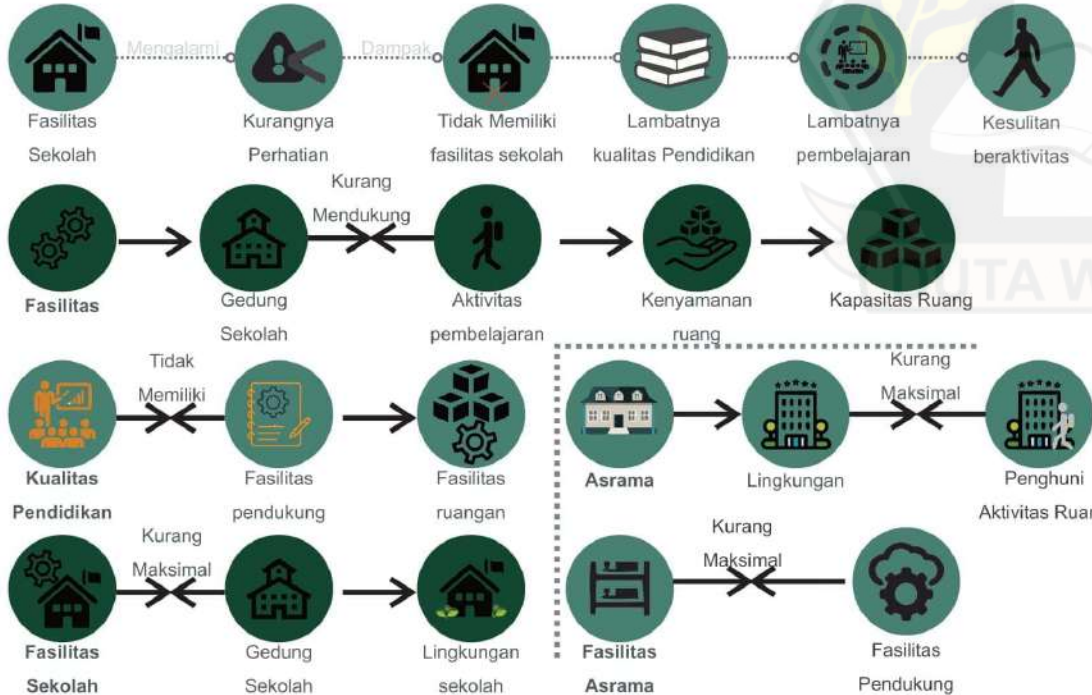 Mengalami
Dampak
Fasilitas
Sekolah
Kurangnya
Perhatian
Tidak Memiliki
fasilitas sekolah
Lambatnya
kualitas Pendidikan
Lambatnya
pembelajaran
Kesulitan
beraktivitas
Kurang
Mendukung
Fasilitas
Gedung
Sekolah
Aktivitas
pembelajaran
Kenyamanan
ruang
Kapasitas Ruang
Tidak
Memiliki
Kualitas
Pendidikan
Fasilitas
pendukung
Fasilitas
ruangan
Kurang
Maksimal
Asrama
Lingkungan
Penghuni
Aktivitas Ruan
Kurang
Maksimal
Fasilitas
Sekolah
Gedung
Sekolah
Lingkungan
sekolah
Kurang
Maksimal
Fasilitas
Asrama
Fasilitas
Pendukung